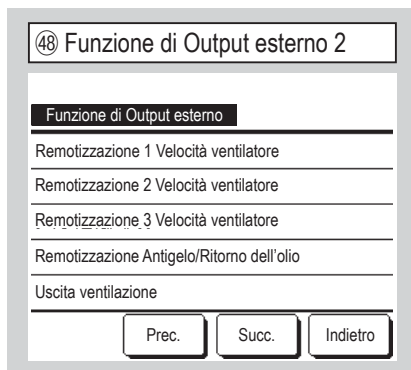 ㊽ Funzione di Output esterno 2
Funzione di Output esterno
Remotizzazione 1 Velocità ventilatore
Remotizzazione 2 Velocità ventilatore
Remotizzazione 3 Velocità ventilatore
Remotizzazione Antigelo/Ritorno dell'olio
Uscita ventilazione
Prec. Succ. Indietro